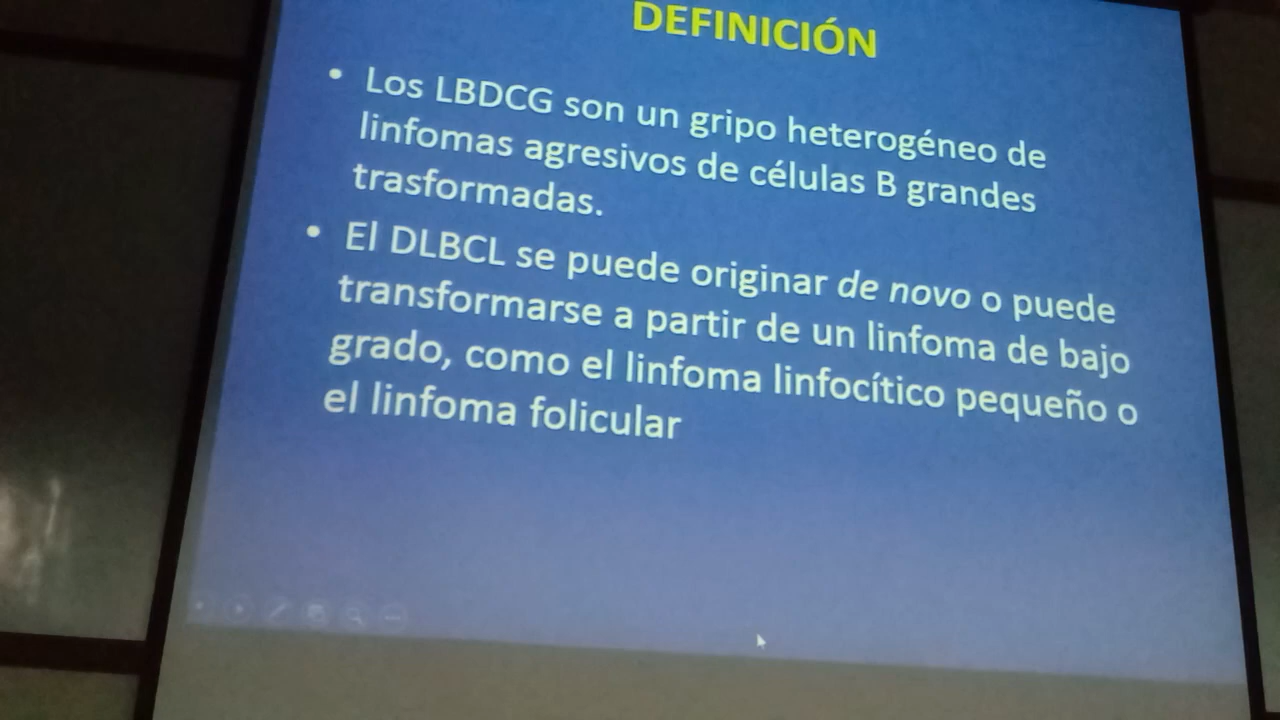 DEFINICIÓN
• Los LBDCG son un gripo heterogéneo de
linfomas agresivos de células B grandes
trasformadas.
• El DLBCL se puede originar de novo o puede
transformarse a partir de un linfoma de bajo
grado, como el linfoma linfocítico pequeño o
el linfoma folicular